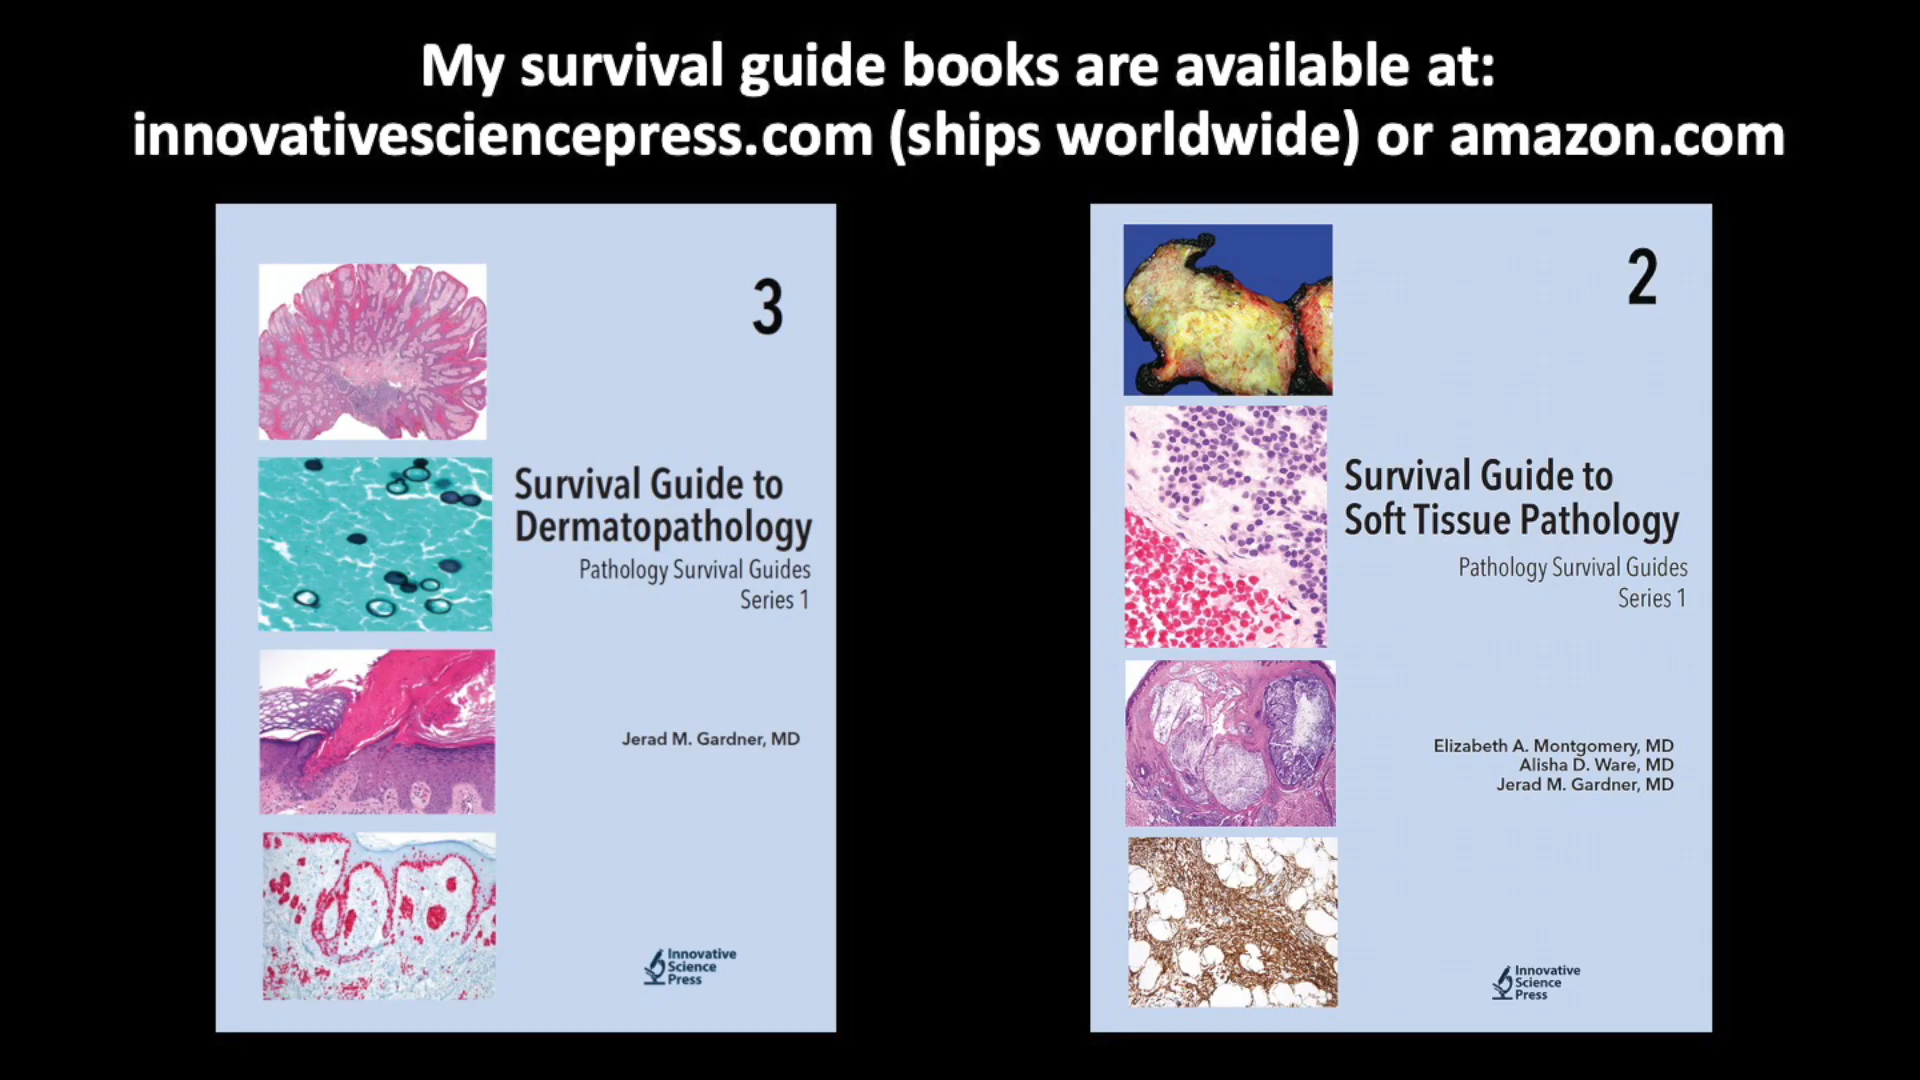 My survival guide books are available at:
innovativesciencepress.com (ships worldwide) or amazon.com
3
Survival Guide to
Dermatopathology
Pathology Survival Guides
Series 1
Jerad M. Gardner, MD
Innovative
Science
Press
2
Survival Guide to
Soft Tissue Pathology
Pathology Survival Guides
Series 1
Elizabeth A. Montgomery, MD
Alisha D. Ware, MD
Jerad M. Gardner, MD
Innovative
Science
Press